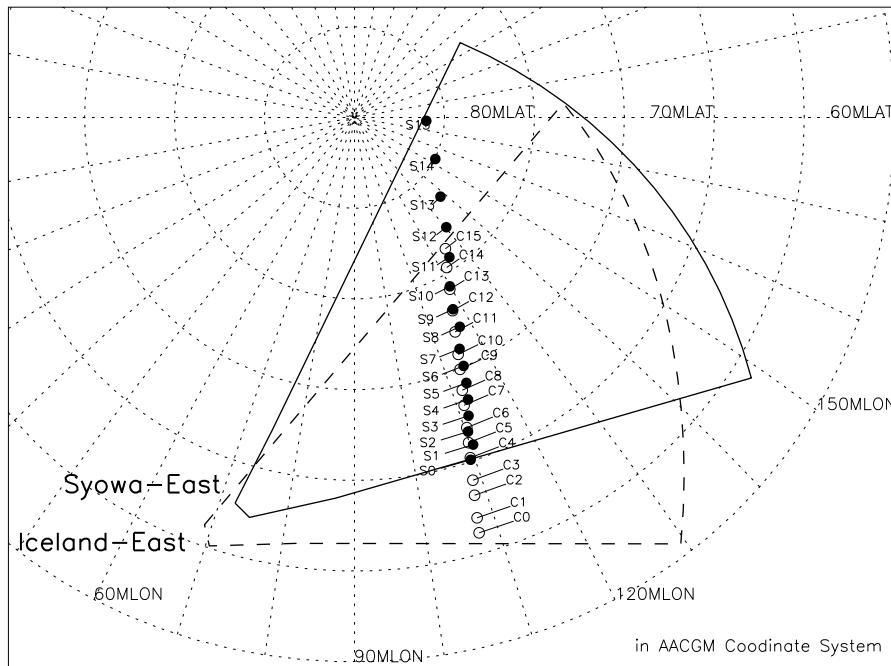 80MLAT 70MLAT 60MLAT
S15
S14
S13
S12 C15
S11 C14
S10 C13
S9 C12
S8 C11
S7 C10
S6 C9
S5 C8
S4 C7
S3 C6
S2 C5
S1 C4
S0
C3
C2
C1
C0
150MLON
Syowa-East
Iceland-East
60MLON
120MLON
90MLON
in AACGM Coodinate System